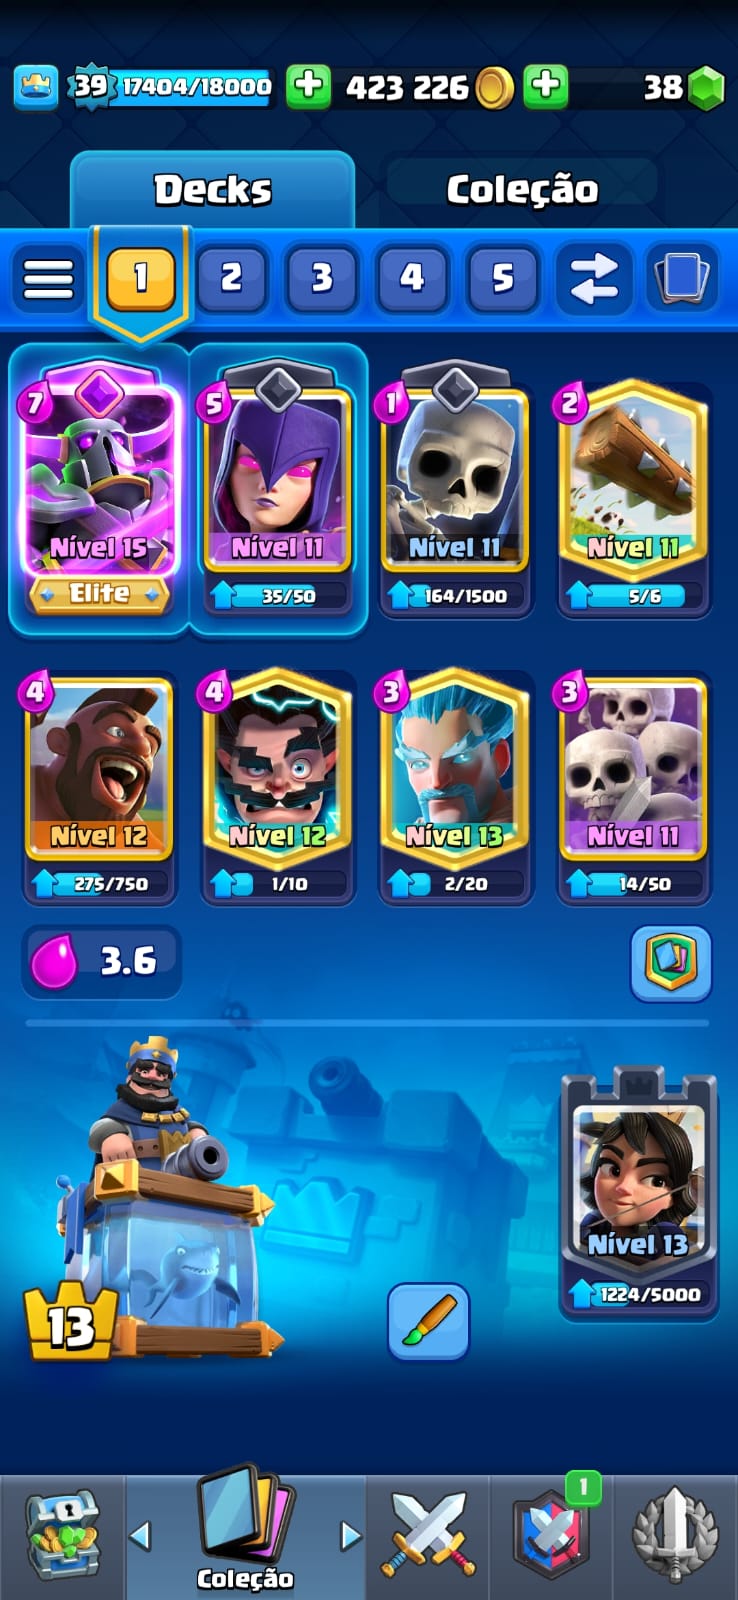 39 17404/18000 423 226 38
Decks Coleção
1 2 3 4 5
7 5 1 2
Nível 15 Nível 11 Nível 11 Nível 11
Elite 35/50 164/1500 5/6
4 4 3 3
Nível 12 Nível 12 Nível 13 Nível 11
275/750 1/10 2/20 14/50
3.6
Nível 13
1224/5000
13
1
Coleção